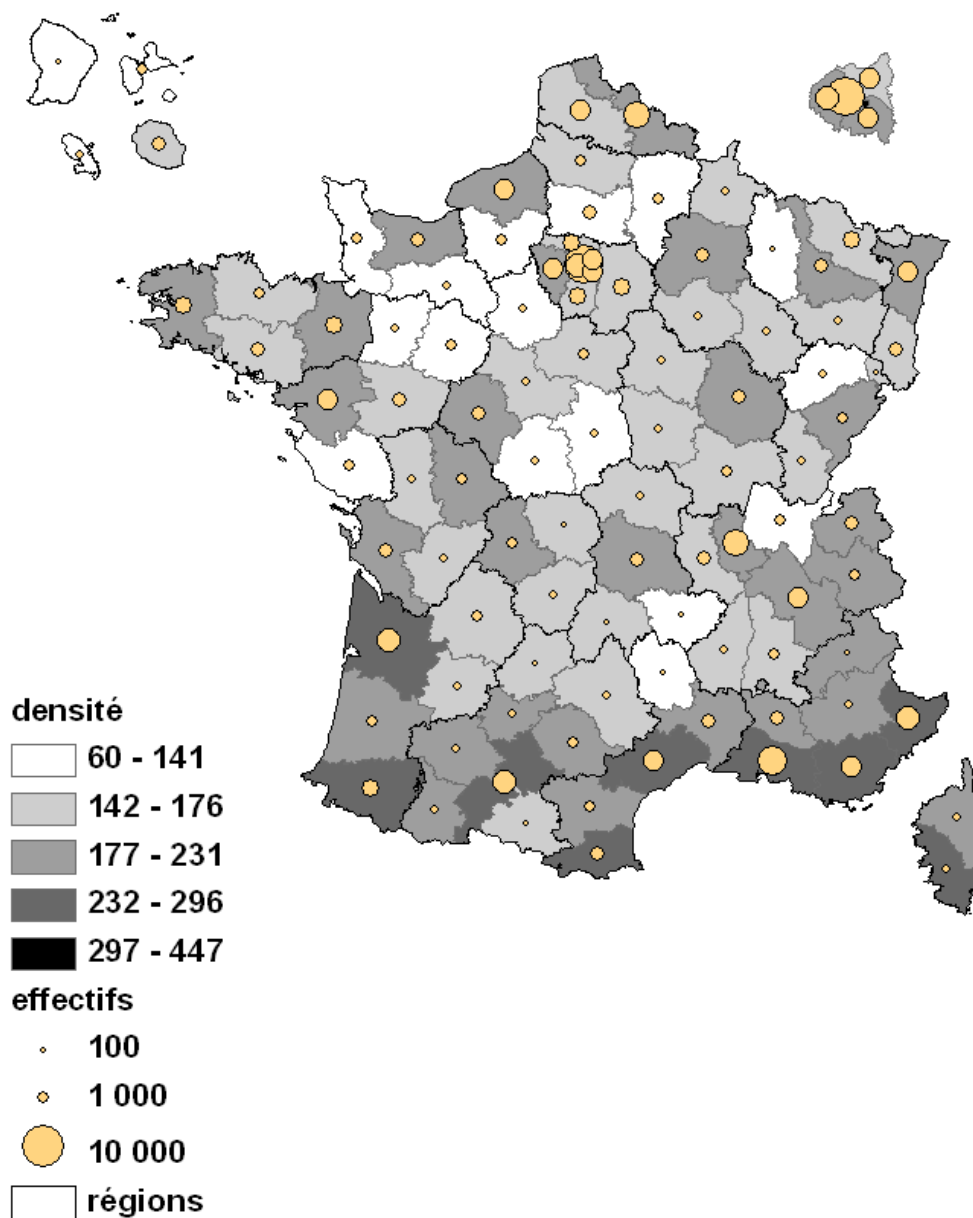 densité
60 - 141
142 - 176
177 - 231
232 - 296
297 - 447
effectifs
100
1 000
10 000
régions